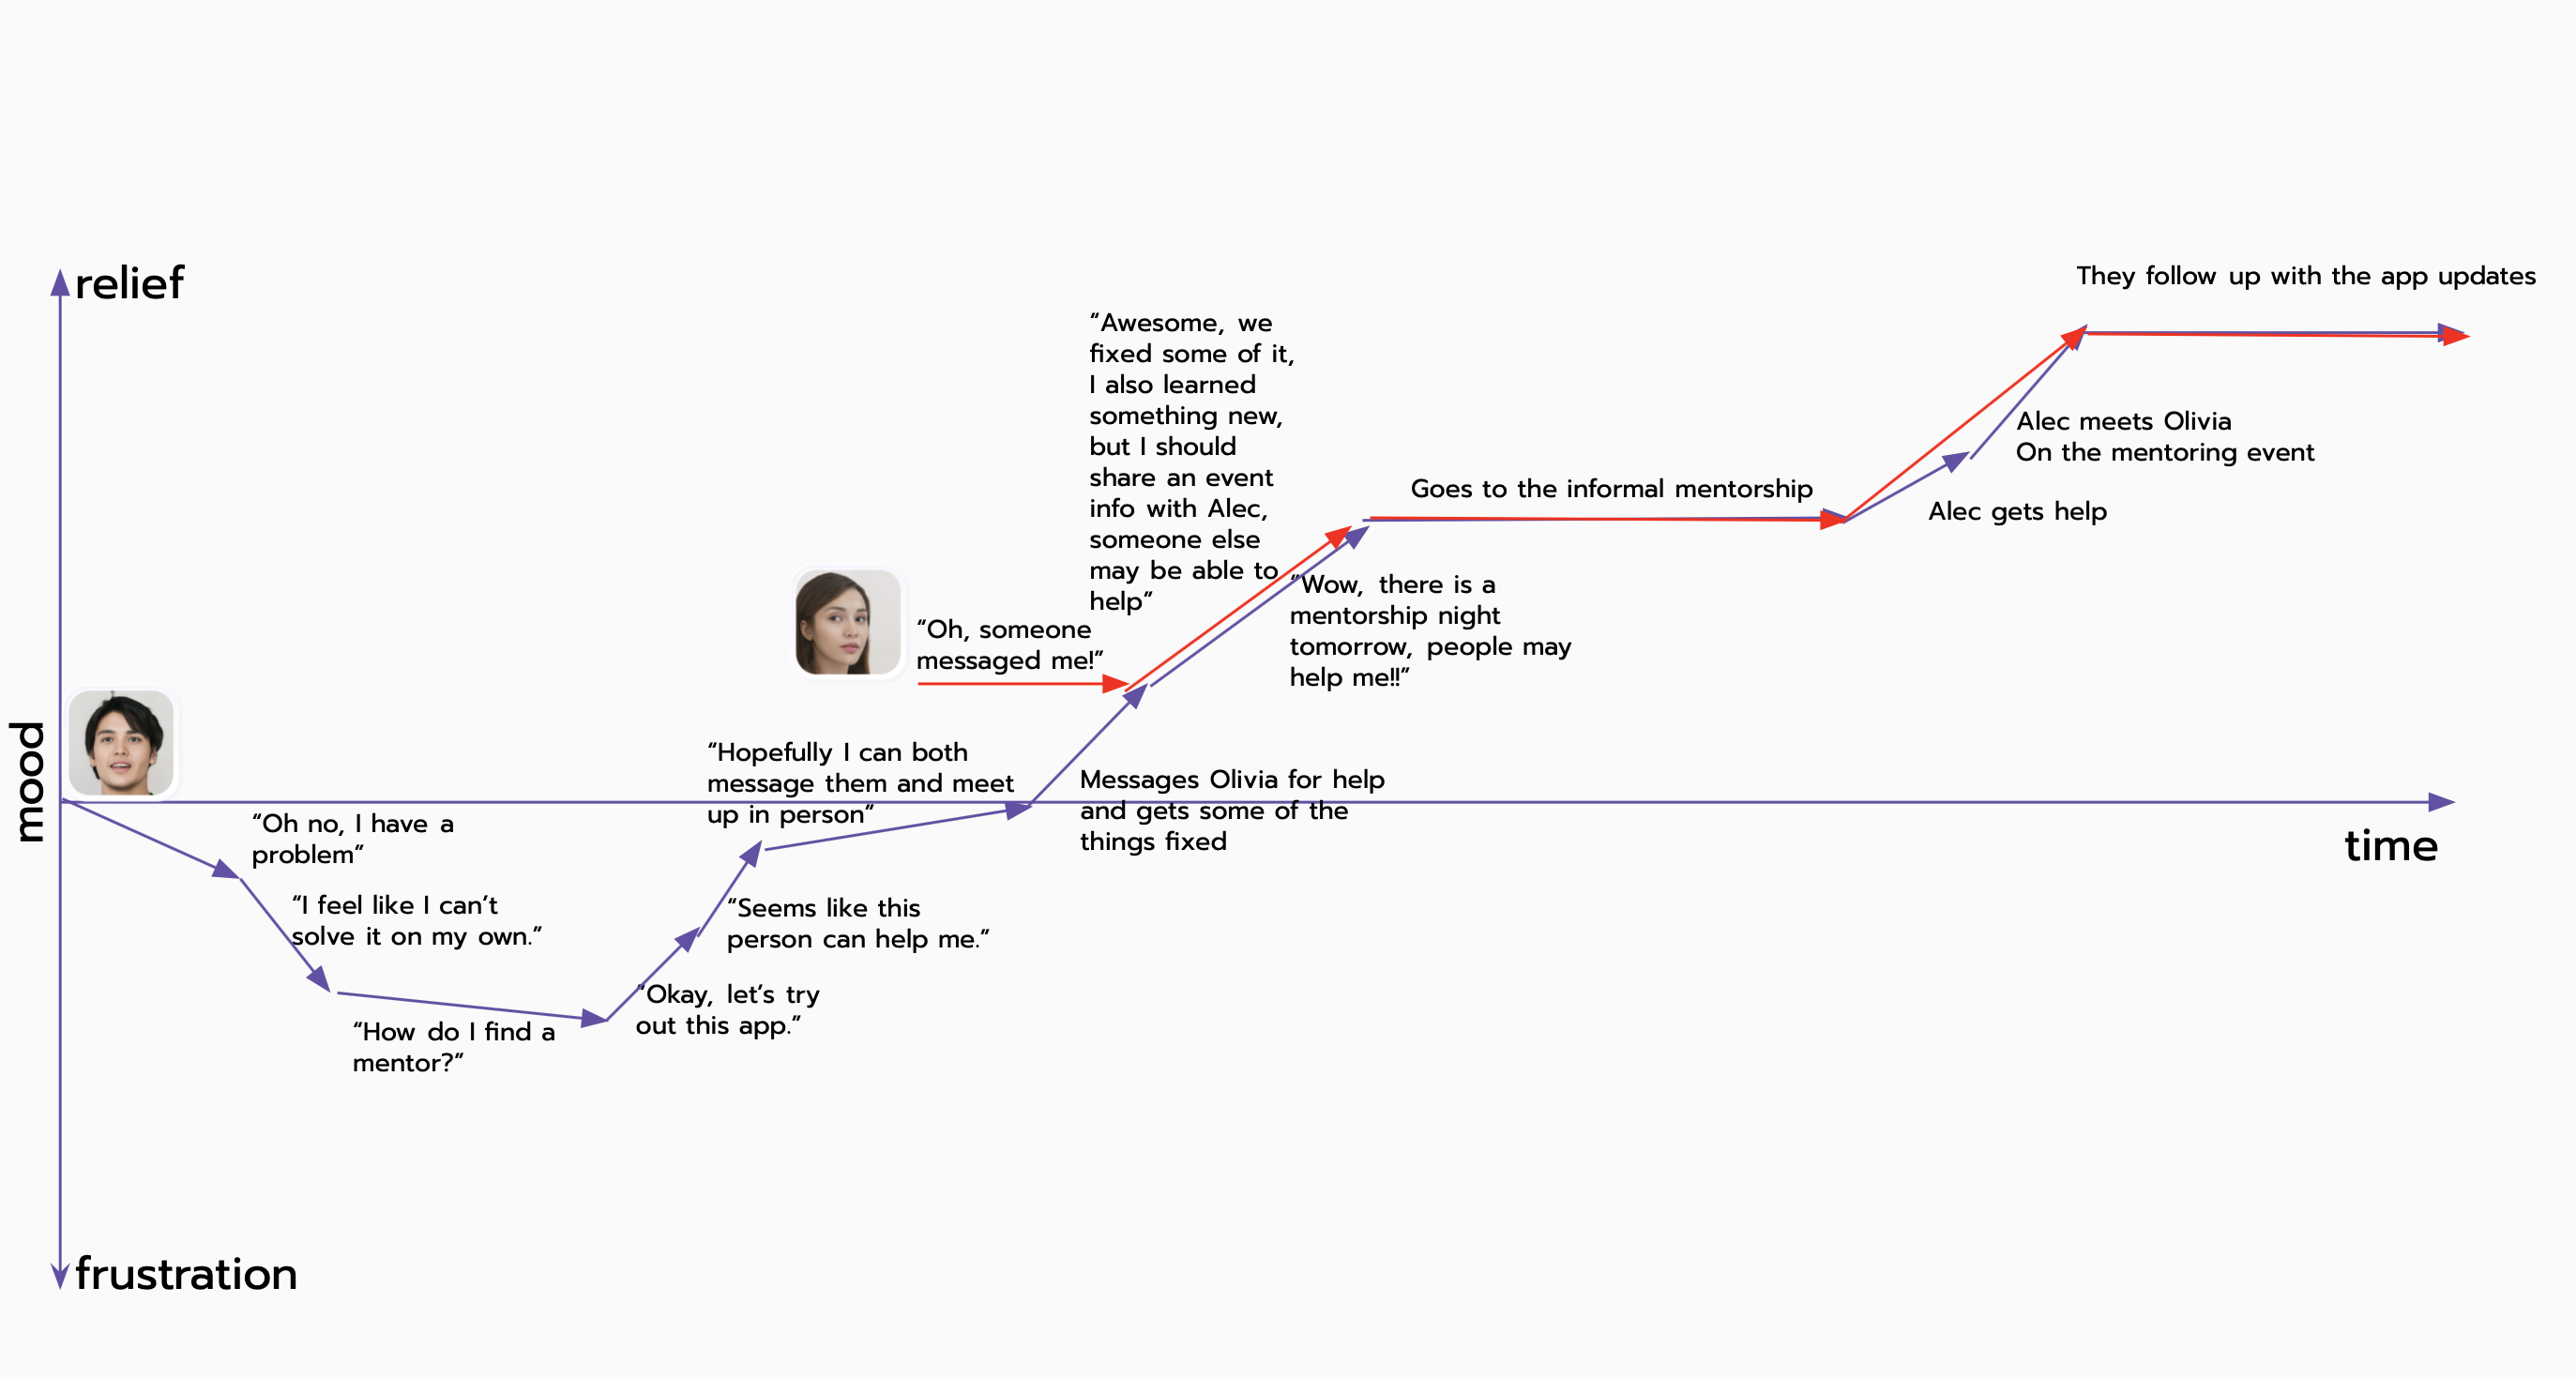 relief
They follow up with the app updates
“Awesome, we
fixed some of it,
I also learned
something new,
but I should
share an event
info with Alec,
someone else
may be able to
help”
Alec meets Olivia
On the mentoring event
Goes to the informal mentorship
Alec gets help
“Wow, there is a
mentorship night
tomorrow, people may
help me!!”
“Oh, someone
messaged me!”
mood
“Hopefully I can both
message them and meet
up in person”
Messages Olivia for help
and gets some of the
things fixed
“Oh no, I have a
problem”
time
“I feel like I can’t
solve it on my own.”
“Seems like this
person can help me.”
“Okay, let’s try
out this app.”
“How do I find a
mentor?”
frustration